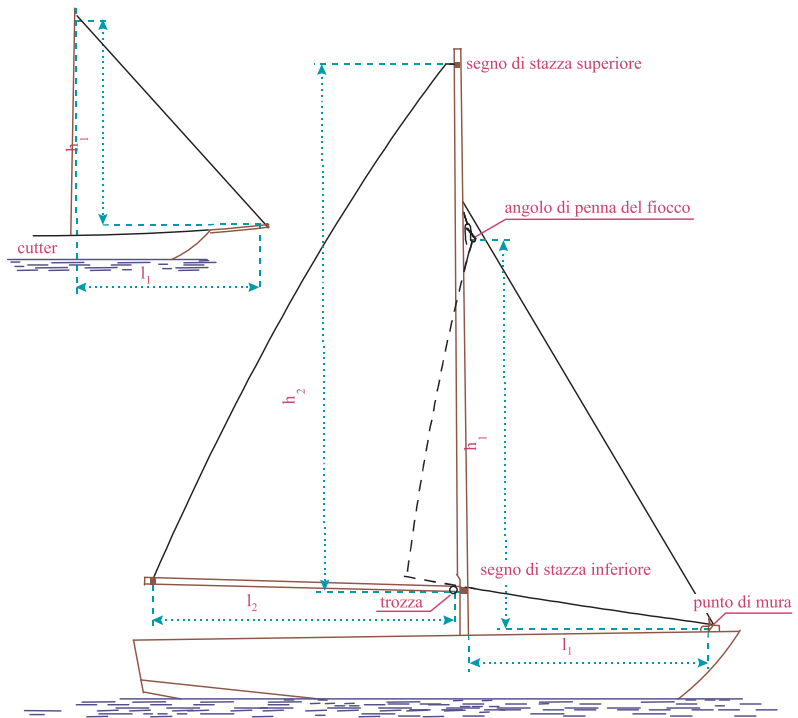 segno di stazza superiore
h1
angolo di penna del fiocco
cutter
l1
h2
h1
segno di stazza inferiore
l2
trozza
punto di mura
l1